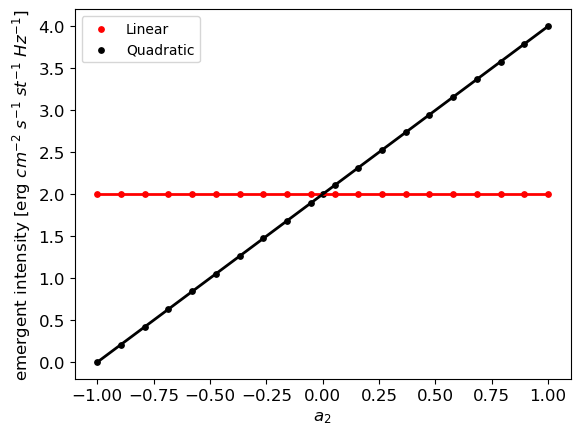 Linear
Quadratic
emergent intensity [erg cm⁻² s⁻¹ st⁻¹ Hz⁻¹]
4.0
3.5
3.0
2.5
2.0
1.5
1.0
0.5
0.0
−1.00 −0.75 −0.50 −0.25 0.00 0.25 0.50 0.75 1.00
a₂